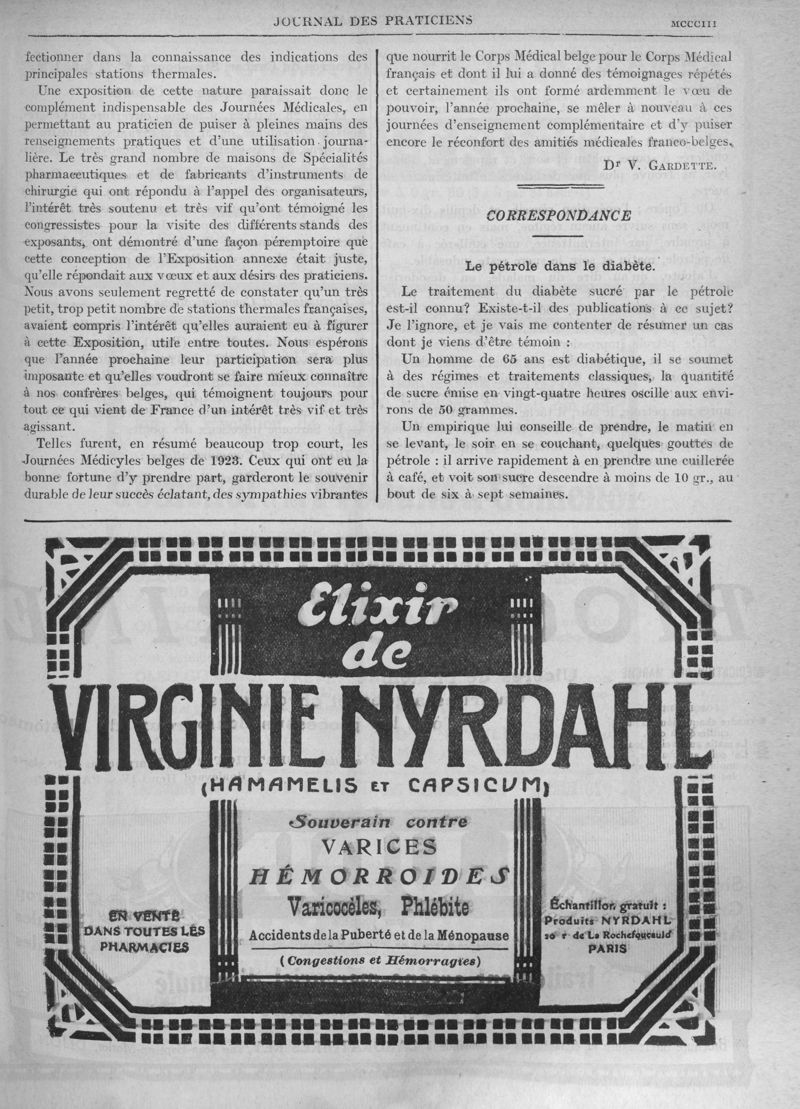 JOURNAL DES PRATICIENS
MCCCIII
fectionner dans la connaissance des indications des
principales stations thermales.
Une exposition de cette nature paraissait donc le
complément indispensable des Journées Médicales, en
permettant au praticien de puiser à pleines mains des
renseignements pratiques et d'une utilisation journa-
lière. Le très grand nombre de maisons de Spécialités
pharmaceutiques et de fabricants d'instruments de
chirurgie qui ont répondu à l'appel des organisateurs,
l'intérêt très soutenu et très vif qu'ont témoigné les
congressistes pour la visite des différents stands des
exposants, ont démontré d'une façon péremptoire que
cette conception de l'Exposition annexe était juste,
qu'elle répondait aux vœux et aux désirs des praticiens.
Nous avons seulement regretté de constater qu'un très
petit, trop petit nombre de stations thermales françaises,
avaient compris l'intérêt qu'elles auraient eu à figurer
à cette Exposition, utile entre toutes. Nous espérons
que l'année prochaine leur participation sera plus
imposante et qu'elles voudront se faire mieux connaître
à nos confrères belges, qui témoignent toujours pour
tout ce qui vient de France d'un intérêt très vif et très
agissant.
Telles furent, en résumé beaucoup trop court, les
Journées Médicyles belges de 1923. Ceux qui ont eu la
bonne fortune d'y prendre part, garderont le souvenir
durable de leur succès éclatant, des sympathies vibrantes
que nourrit le Corps Médical belge pour le Corps Médical
français et dont il lui a donné des témoignages répétés
et certainement ils ont formé ardemment le vœu de
pouvoir, l'année prochaine, se mêler à nouveau à ces
journées d'enseignement complémentaire et d'y puiser
encore le réconfort des amitiés médicales franco-belges.
Dr V. GARDETTE.
CORRESPONDANCE
Le pétrole dans le diabète.
Le traitement du diabète sucré par le pétrole
est-il connu? Existe-t-il des publications à ce sujet?
Je l'ignore, et je vais me contenter de résumer un cas
dont je viens d'être témoin :
Un homme de 65 ans est diabétique, il se soumet
à des régimes et traitements classiques, la quantité
de sucre émise en vingt-quatre heures oscille aux envi-
rons de 50 grammes.
Un empirique lui conseille de prendre, le matin en
se levant, le soir en se couchant, quelques gouttes de
pétrole : il arrive rapidement à en prendre une cuillerée
à café, et voit son sucre descendre à moins de 10 gr., au
bout de six à sept semaines.
Elixir
de
VIRGINIE NYRDAHL
(HAMAMELIS ET CAPSICUM)
Souverain contre
VARICES
HÉMORROIDES
Varicocèles, Phlébite
Accidents de la Puberté et de la Ménopause
(Congestions et Hémorragies)
EN VENTE
DANS TOUTES LES
PHARMACIES
Échantillon gratuit :
Produits NYRDAHL
20 r de La Rochefoucauld
PARIS